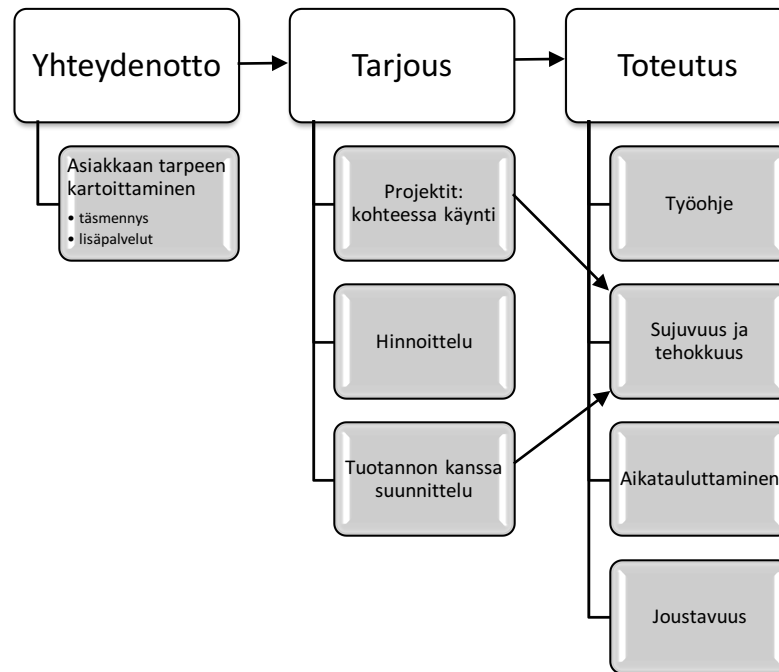 Yhteydenotto
Asiakkaan tarpeen
kartoittaminen
• täsmennys
• lisäpalvelut
Tarjous
Projektit:
kohteessa käynti
Hinnoittelu
Tuotannon kanssa
suunnittelu
Toteutus
Työohje
Sujuvuus ja
tehokkuus
Aikatauluttaminen
Joustavuus